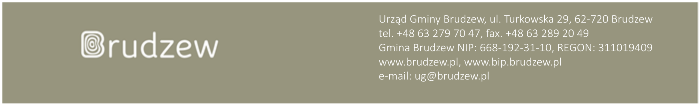 Brudzew
Urząd Gminy Brudzew, ul. Turkowska 29, 62-720 Brudzew
tel. +48 63 279 70 47, fax. +48 63 289 20 49
Gmina Brudzew NIP: 668-192-31-10, REGON: 311019409
www.brudzew.pl, www.bip.brudzew.pl
e-mail: ug@brudzew.pl